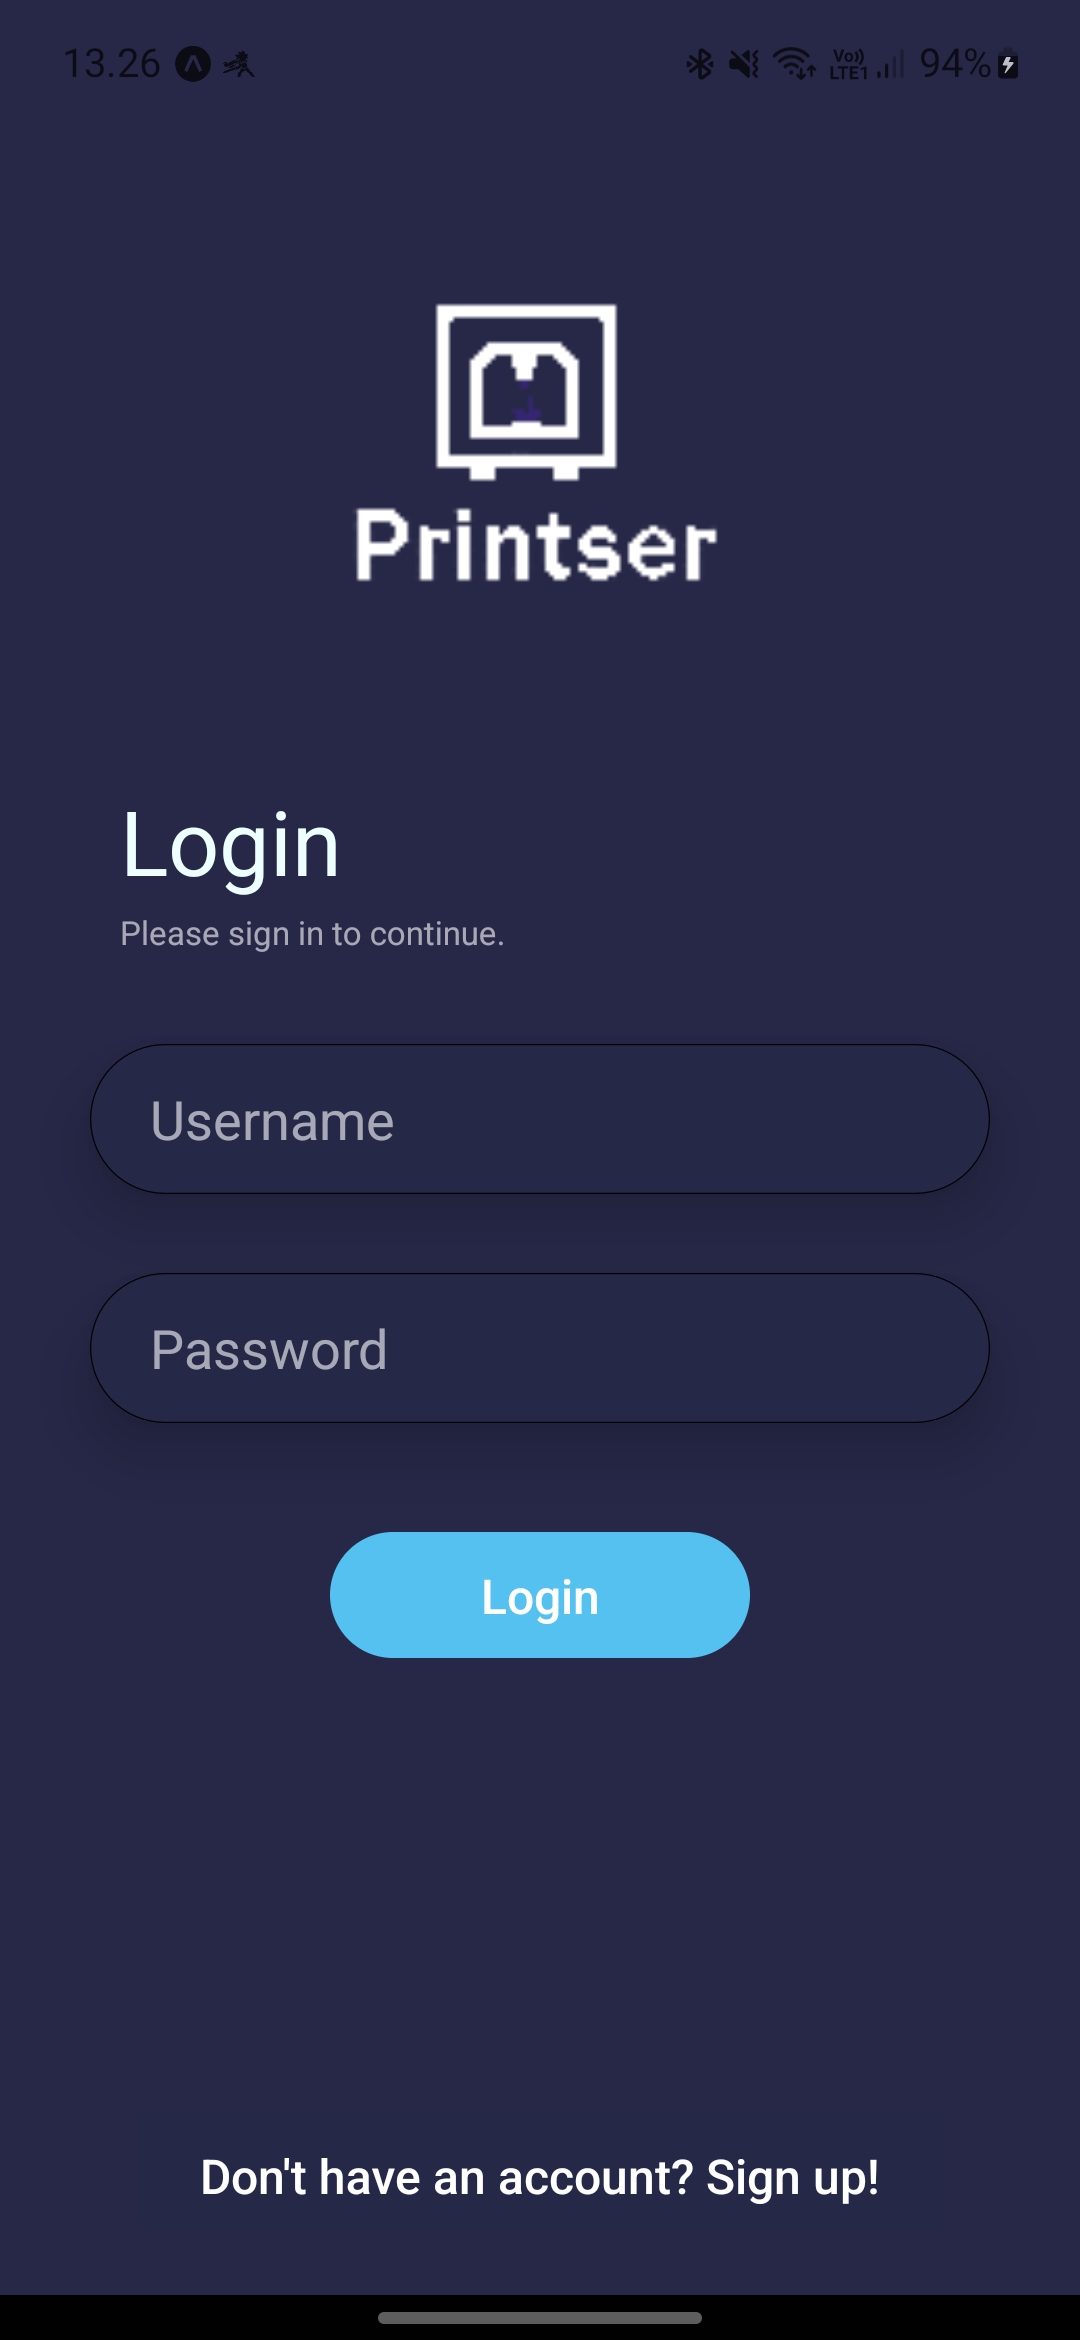 13.26
Vo)) LTE1 94%
Printser
Login
Please sign in to continue.
Username
Password
Login
Don't have an account? Sign up!